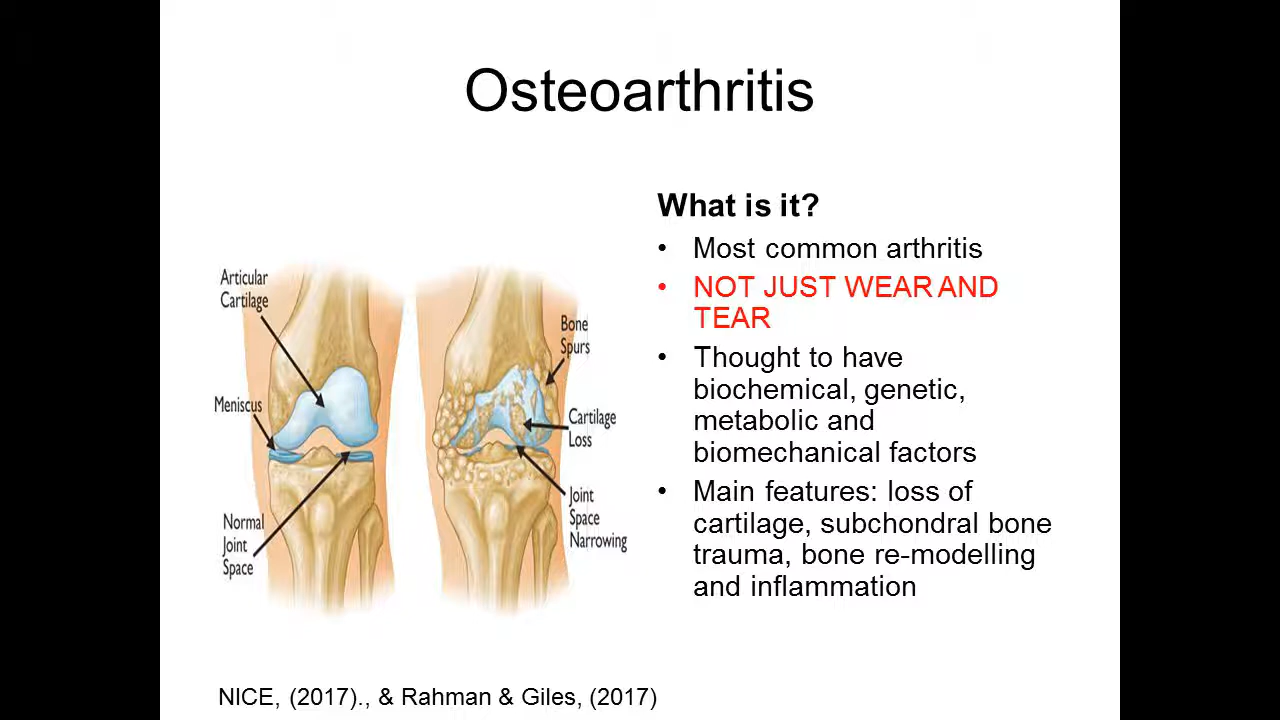 Osteoarthritis
Articular
Cartilage
Meniscus
Normal
Joint
Space
Bone
Spurs
Cartilage
Loss
Joint
Space
Narrowing
What is it?
• Most common arthritis
• NOT JUST WEAR AND
TEAR
• Thought to have
biochemical, genetic,
metabolic and
biomechanical factors
• Main features: loss of
cartilage, subchondral bone
trauma, bone re-modelling
and inflammation
NICE, (2017)., & Rahman & Giles, (2017)